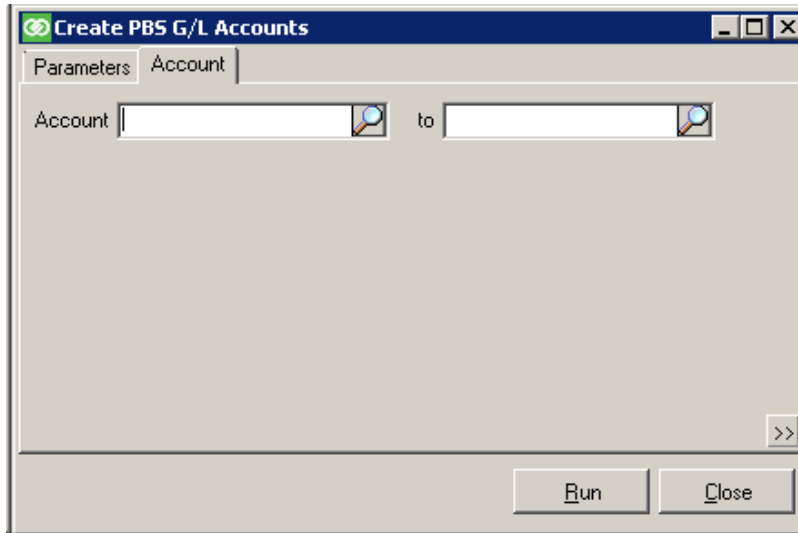 Create PBS G/L Accounts
Parameters Account
Account to
>>
Run Close